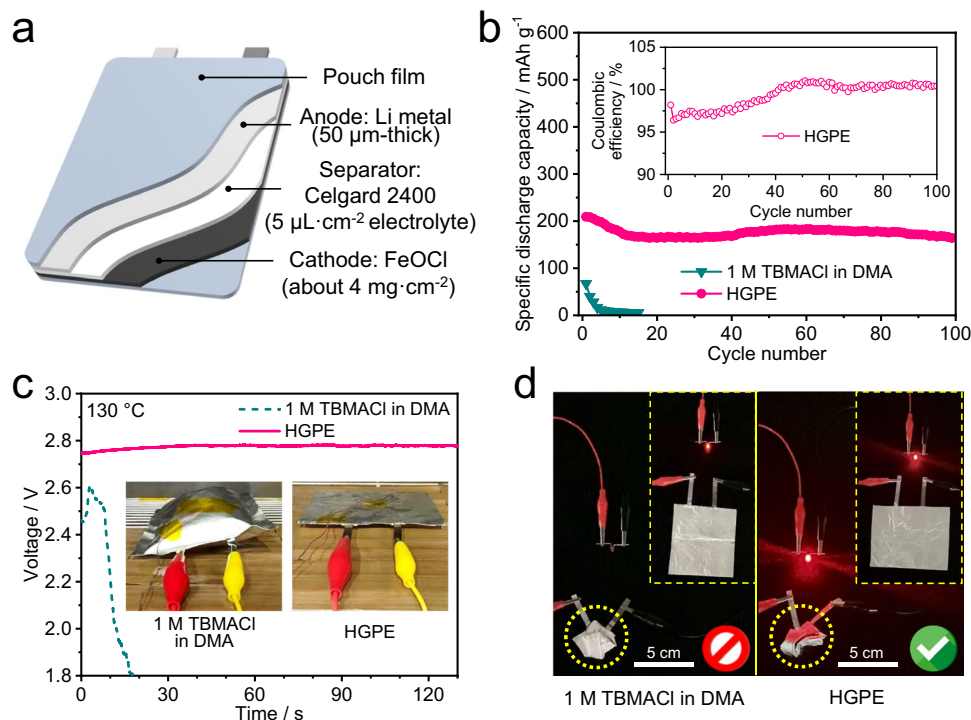 a
Pouch film
Anode: Li metal
(50 μm-thick)
Separator:
Celgard 2400
(5 μL·cm⁻² electrolyte)
Cathode: FeOCl
(about 4 mg·cm⁻²)
b
Specific discharge capacity / mAh g⁻¹
600
500
400
300
200
100
0
0 20 40 60 80 100
Cycle number
1 M TBMACl in DMA
HGPE
Coulombic
efficiency / %
105
100
95
90
0 20 40 60 80 100
Cycle number
HGPE
c
Voltage / V
3.0
2.8
2.6
2.4
2.2
2.0
1.8
0 30 60 90 120
Time / s
130 °C
1 M TBMACl in DMA
HGPE
1 M TBMACl
in DMA
HGPE
d
5 cm
5 cm
1 M TBMACl in DMA
HGPE